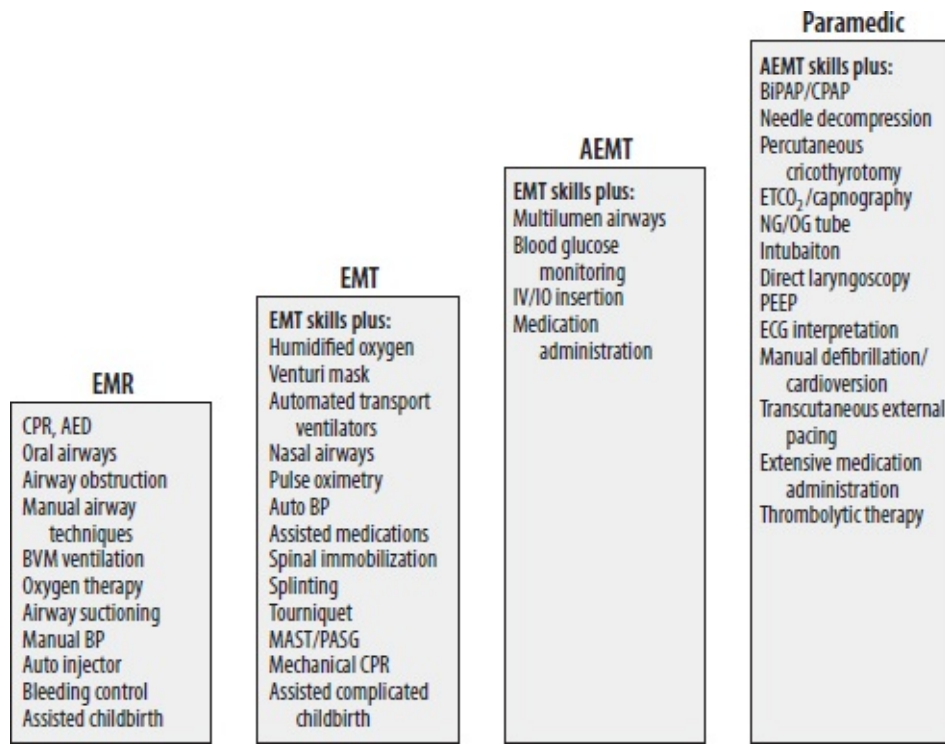 EMR
CPR, AED
Oral airways
Airway obstruction
Manual airway
techniques
BVM ventilation
Oxygen therapy
Airway suctioning
Manual BP
Auto injector
Bleeding control
Assisted childbirth
EMT
EMT skills plus:
Humidified oxygen
Venturi mask
Automated transport
ventilators
Nasal airways
Pulse oximetry
Auto BP
Assisted medications
Spinal immobilization
Splinting
Tourniquet
MAST/PASG
Mechanical CPR
Assisted complicated
childbirth
AEMT
EMT skills plus:
Multilumen airways
Blood glucose
monitoring
IV/IO insertion
Medication
administration
Paramedic
AEMT skills plus:
BiPAP/CPAP
Needle decompression
Percutaneous
cricothyrotomy
ETCO₂/capnography
NG/OG tube
Intubaiton
Direct laryngoscopy
PEEP
ECG interpretation
Manual defibrillation/
cardioversion
Transcutaneous external
pacing
Extensive medication
administration
Thrombolytic therapy